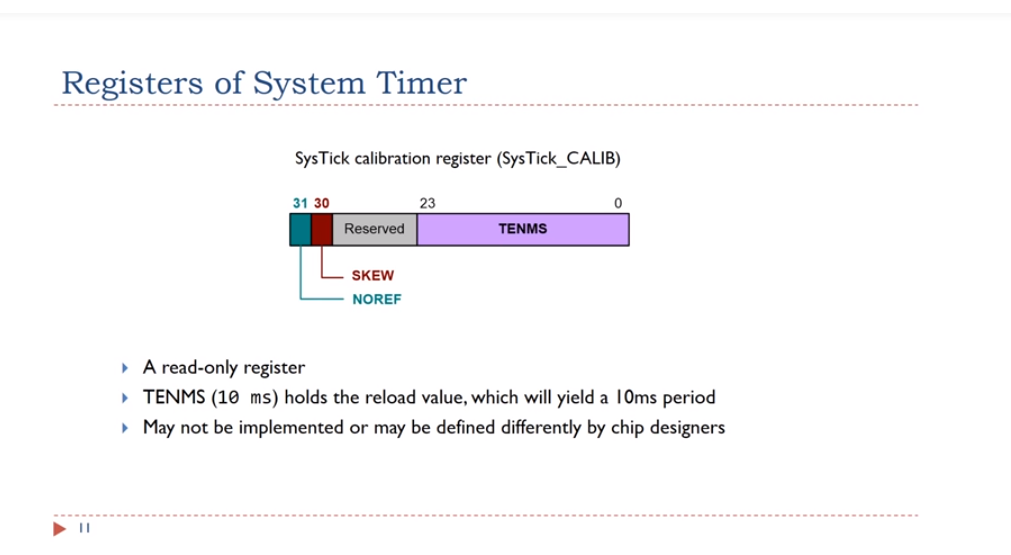 Registers of System Timer
SysTick calibration register (SysTick_CALIB)
31 30 23 0
Reserved TENMS
SKEW
NOREF
A read-only register
TENMS (10 ms) holds the reload value, which will yield a 10ms period
May not be implemented or may be defined differently by chip designers
11